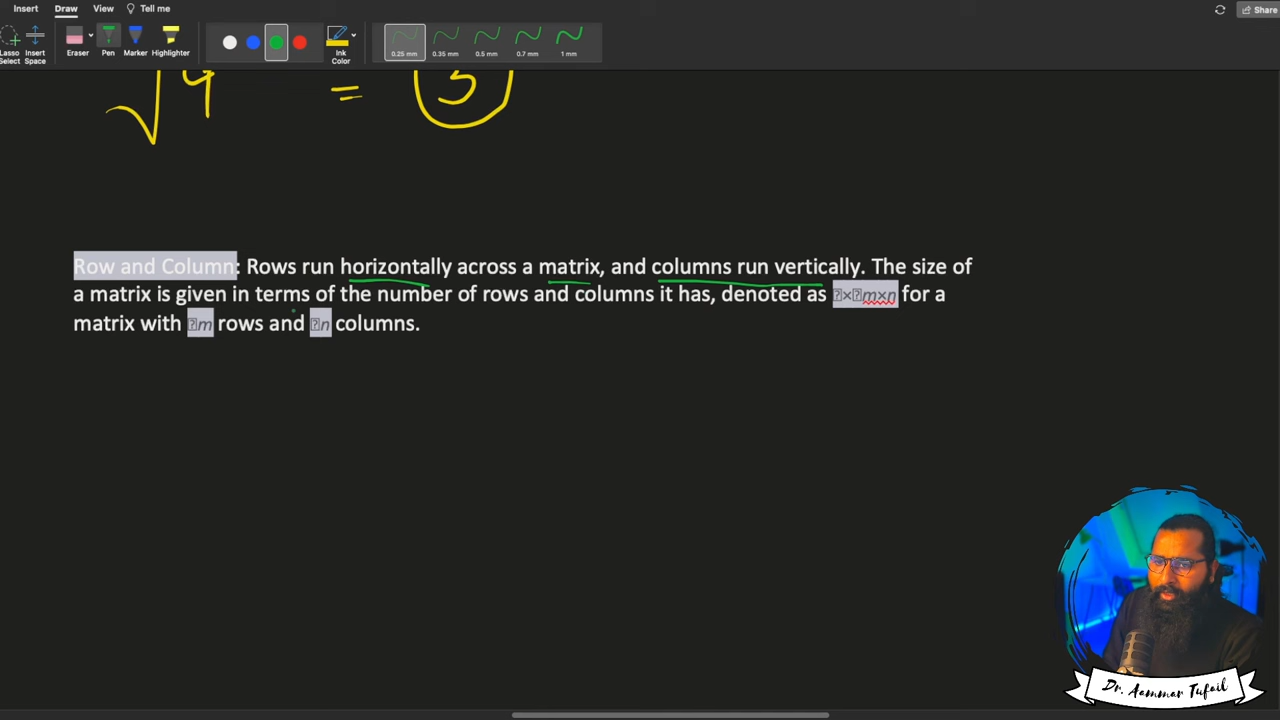 Insert Draw View Tell me Share
Lasso Select Insert Space Eraser Pen Marker Highlighter Ink Color 0.25 mm 0.35 mm 0.5 mm 0.7 mm 1 mm
√4 =
Row and Column: Rows run horizontally across a matrix, and columns run vertically. The size of
a matrix is given in terms of the number of rows and columns it has, denoted as ×m×n for a
matrix with m rows and n columns.
Dr. Aammar Tufail